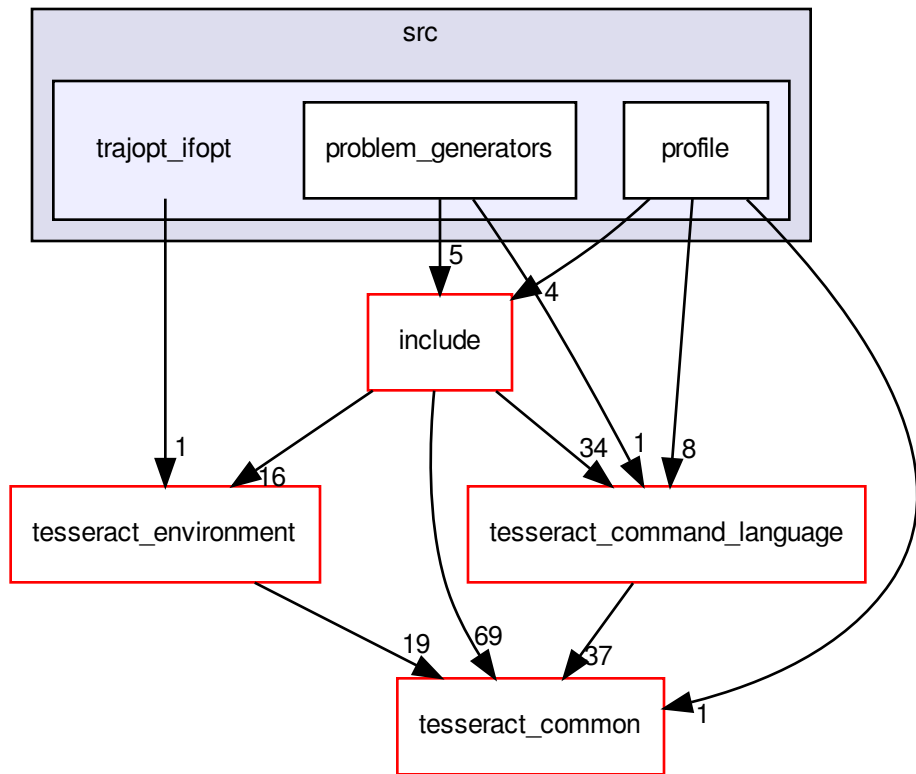 src
trajopt_ifopt
problem_generators
profile
5
4
include
1
16
34
1
8
tesseract_environment
tesseract_command_language
19
69
37
1
tesseract_common